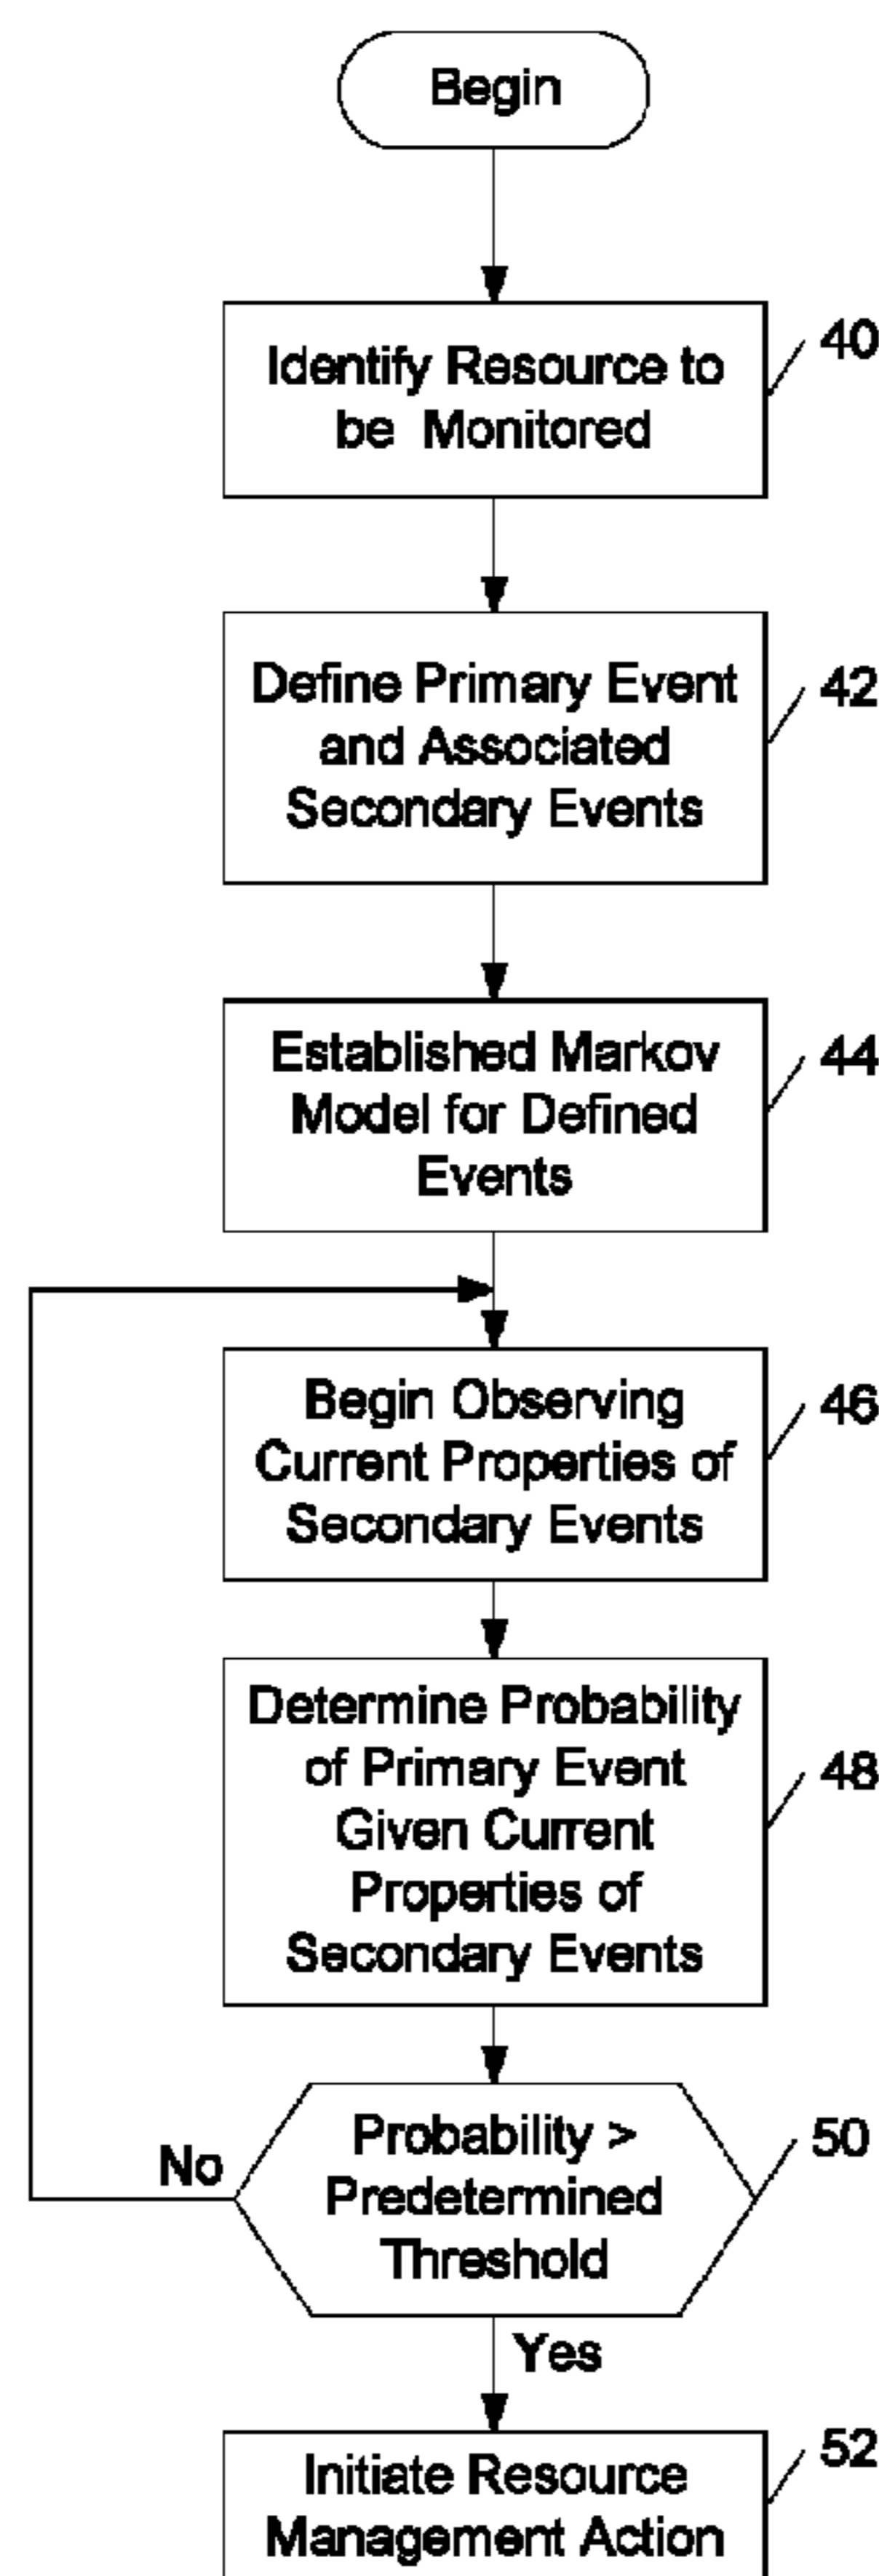 Begin
Identify Resource to
be Monitored
40
Define Primary Event
and Associated
Secondary Events
42
Established Markov
Model for Defined
Events
44
Begin Observing
Current Properties of
Secondary Events
46
Determine Probability
of Primary Event
Given Current
Properties of
Secondary Events
48
Probability >
Predetermined
Threshold
50
No
Yes
Initiate Resource
Management Action
52